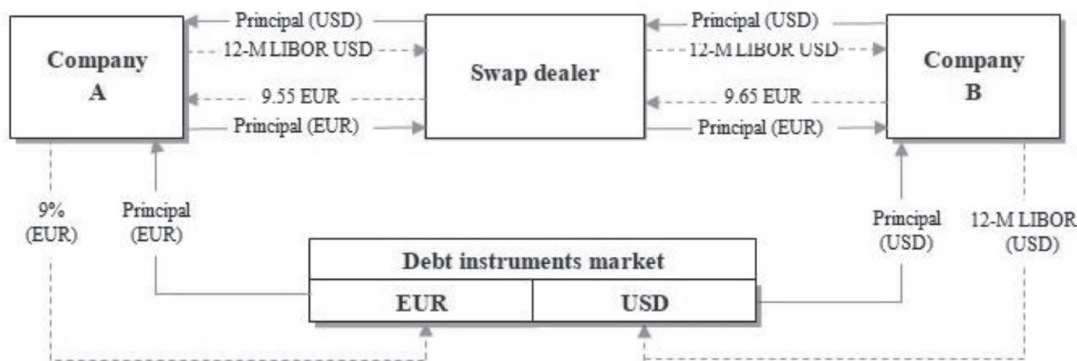 Principal (USD)
Principal (USD)
12-M LIBOR USD
12-M LIBOR USD
Company
A
Swap dealer
Company
B
9.55 EUR
9.65 EUR
Principal (EUR)
Principal (EUR)
9%
(EUR)
Principal
(EUR)
Principal
(USD)
12-M LIBOR
(USD)
Debt instruments market
EUR
USD